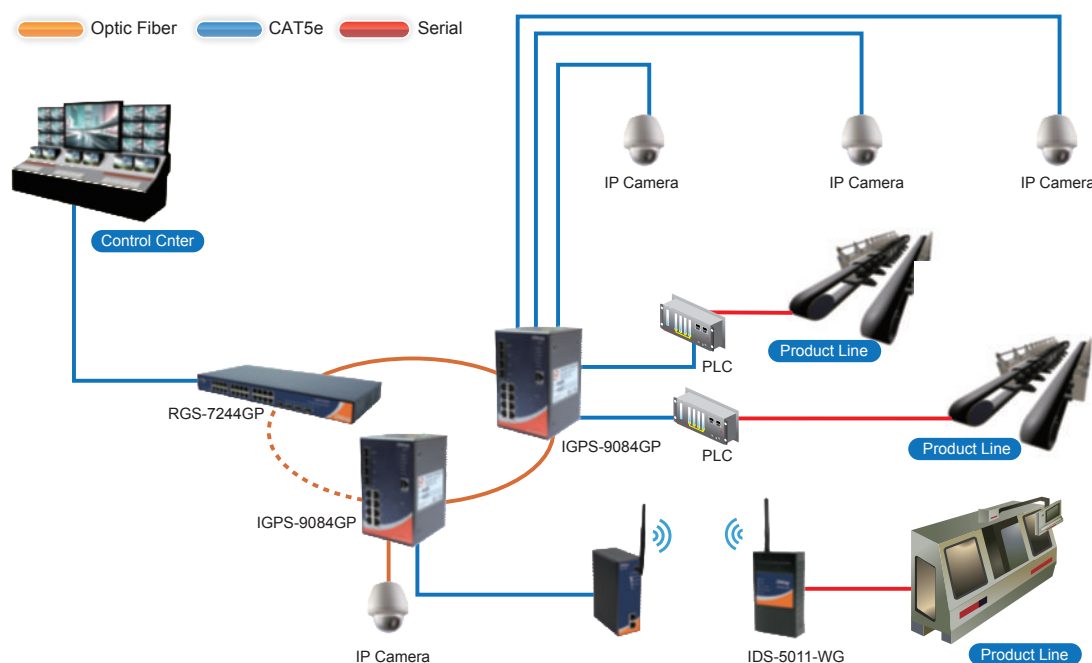 Optic Fiber
CAT5e
Serial
IP Camera
IP Camera
IP Camera
Control Cnter
PLC
Product Line
RGS-7244GP
IGPS-9084GP
PLC
Product Line
IGPS-9084GP
IP Camera
IDS-5011-WG
Product Line